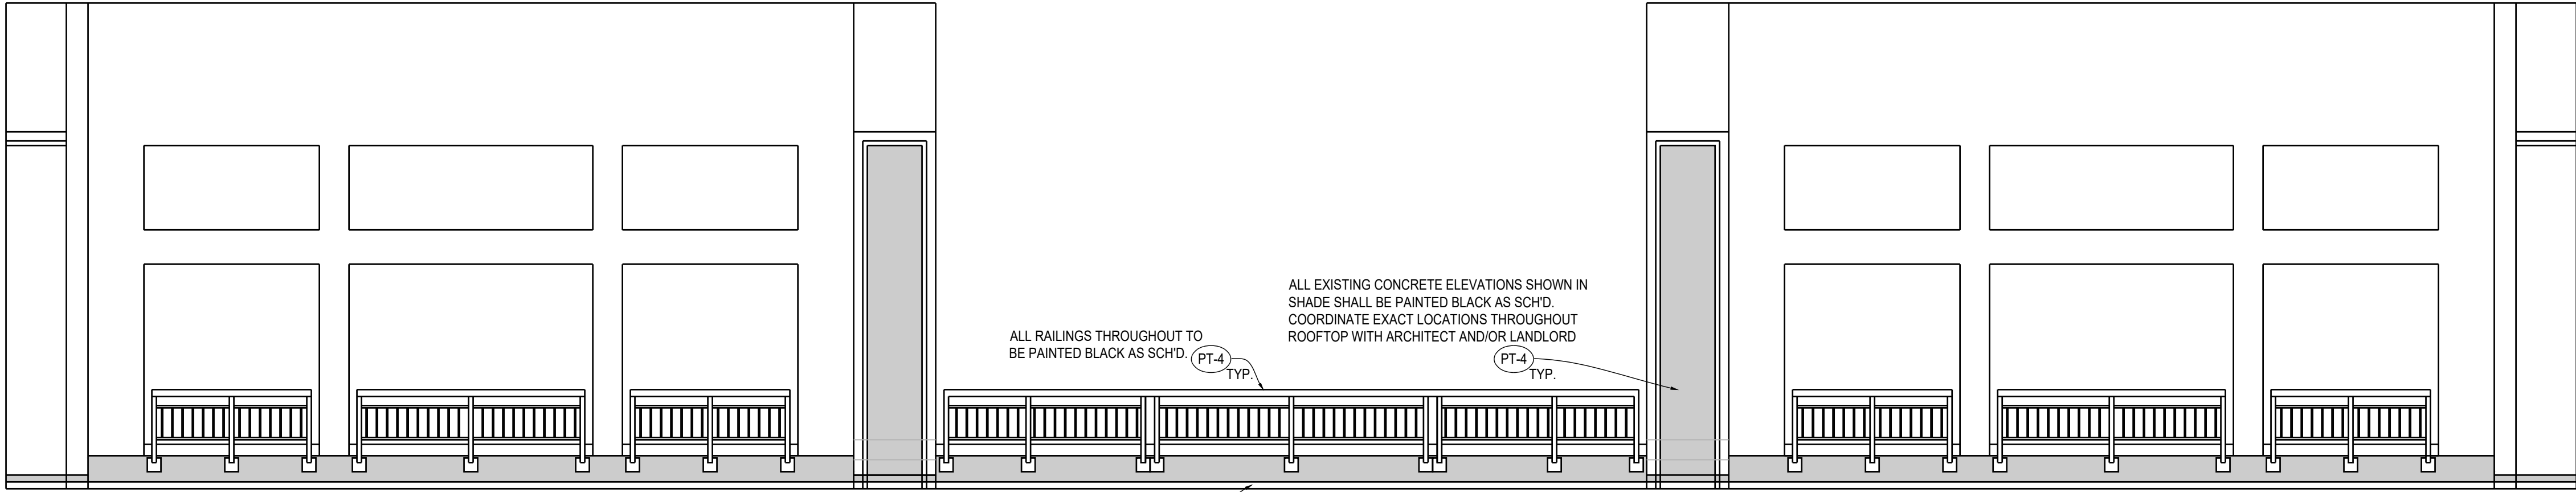 ALL RAILINGS THROUGHOUT TO
BE PAINTED BLACK AS SCH'D.
PT-4
TYP.
ALL EXISTING CONCRETE ELEVATIONS SHOWN IN
SHADE SHALL BE PAINTED BLACK AS SCH'D.
COORDINATE EXACT LOCATIONS THROUGHOUT
ROOFTOP WITH ARCHITECT AND/OR LANDLORD
PT-4
TYP.